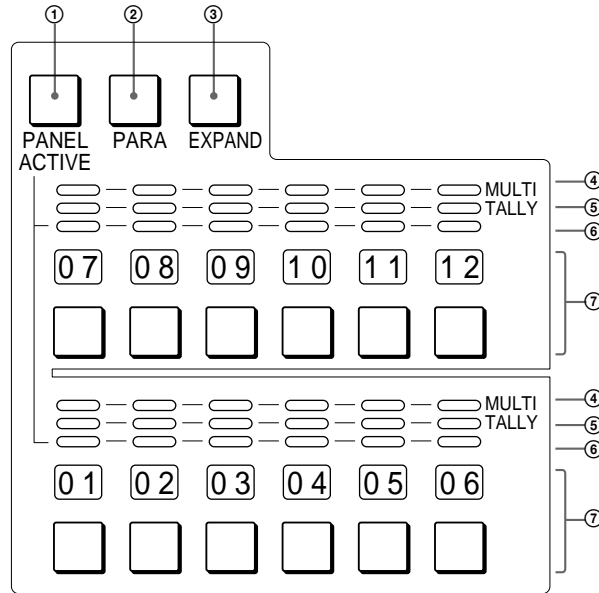 ① ② ③
PANEL ACTIVE PARA EXPAND
MULTI ④
TALLY ⑤
⑥
07 08 09 10 11 12
⑦
MULTI ④
TALLY ⑤
⑥
01 02 03 04 05 06
⑦